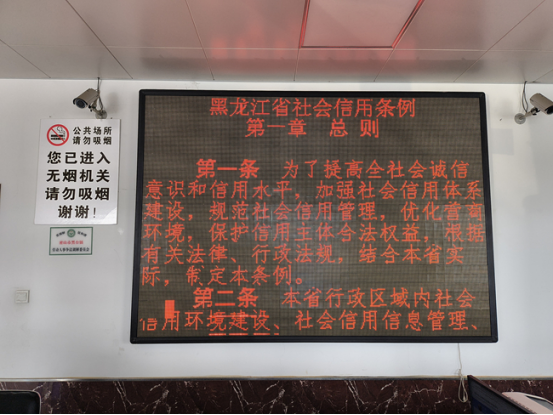 公共场所
请勿吸烟
您已进入
无烟机关
请勿吸烟
谢谢！
黑龙江省社会信用条例
第一章 总则
第一条 为了提高全社会诚信
意识和信用水平，加强社会信用体系
建设，规范社会信用管理，优化营商
环境，保护信用主体合法权益，根据
有关法律、行政法规，结合本省实
际，制定本条例。
第二条 本省行政区域内社会
信用环境建设、社会信用信息管理、